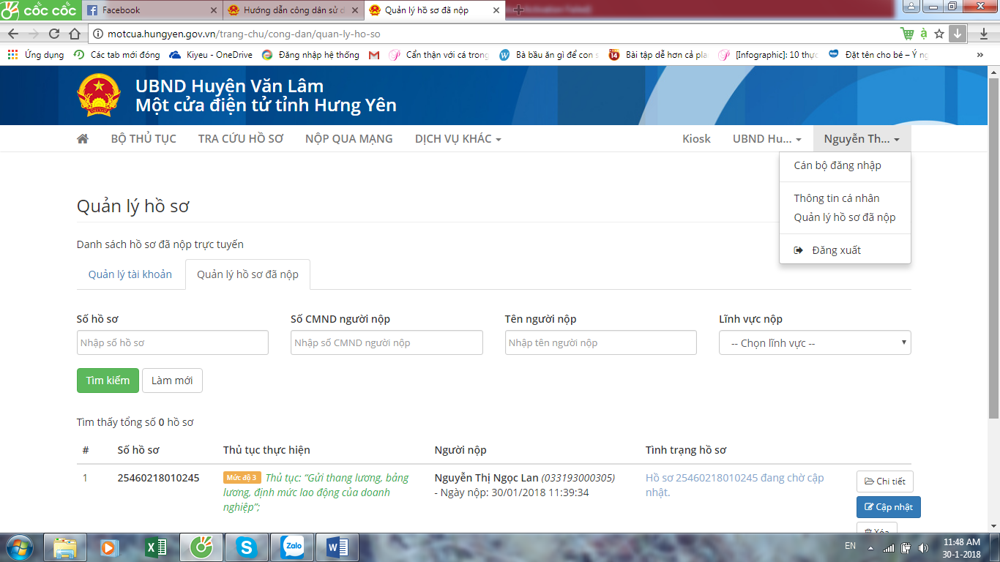 cốc cốc
Facebook
Hướng dẫn công dân sử d
Quản lý hồ sơ đã nộp
motcua.hungyen.gov.vn/trang-chu/cong-dan/quan-ly-ho-so
Ứng dụng
Các tab mới đóng
Kiyeu - OneDrive
Đăng nhập hệ thống
Cẩn thận với cá trong
Bà bầu ăn gì để con s
Bài tập dễ hơn cả pla
[Infographic]: 10 thực
Đặt tên cho bé – Ý ng
UBND Huyện Văn Lâm
Một cửa điện tử tỉnh Hưng Yên
BỘ THỦ TỤC
TRA CỨU HỒ SƠ
NỘP QUA MẠNG
DỊCH VỤ KHÁC
Kiosk
UBND Hu...
Nguyễn Th...
Cán bộ đăng nhập
Thông tin cá nhân
Quản lý hồ sơ đã nộp
Đăng xuất
Quản lý hồ sơ
Danh sách hồ sơ đã nộp trực tuyến
Quản lý tài khoản
Quản lý hồ sơ đã nộp
Số hồ sơ
Số CMND người nộp
Tên người nộp
Lĩnh vực nộp
Nhập số hồ sơ
Nhập số CMND người nộp
Nhập tên người nộp
-- Chọn lĩnh vực --
Tìm kiếm
Làm mới
Tìm thấy tổng số 0 hồ sơ
# Số hồ sơ Thủ tục thực hiện Người nộp Tình trạng hồ sơ
1
25460218010245
Mức độ 3 Thủ tục: “Gửi thang lương, bảng
lương, định mức lao động của doanh
nghiệp”;
Nguyễn Thị Ngọc Lan (033193000305)
- Ngày nộp: 30/01/2018 11:39:34
Hồ sơ 25460218010245 đang chờ cập
nhật.
Chi tiết
Cập nhật
Xóa
Zalo
EN
11:48 AM
30-1-2018